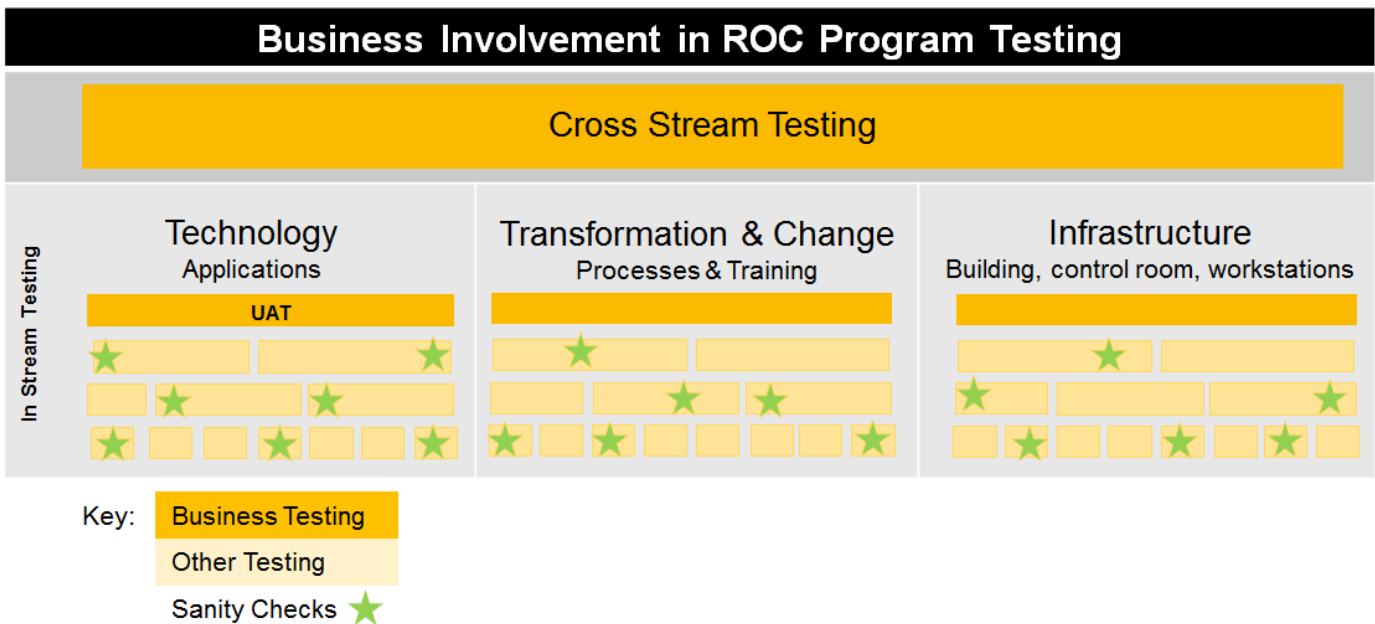 Business Involvement in ROC Program Testing
Cross Stream Testing
In Stream Testing
Technology
Applications
UAT
Transformation & Change
Processes & Training
Infrastructure
Building, control room, workstations
Key:
Business Testing
Other Testing
Sanity Checks